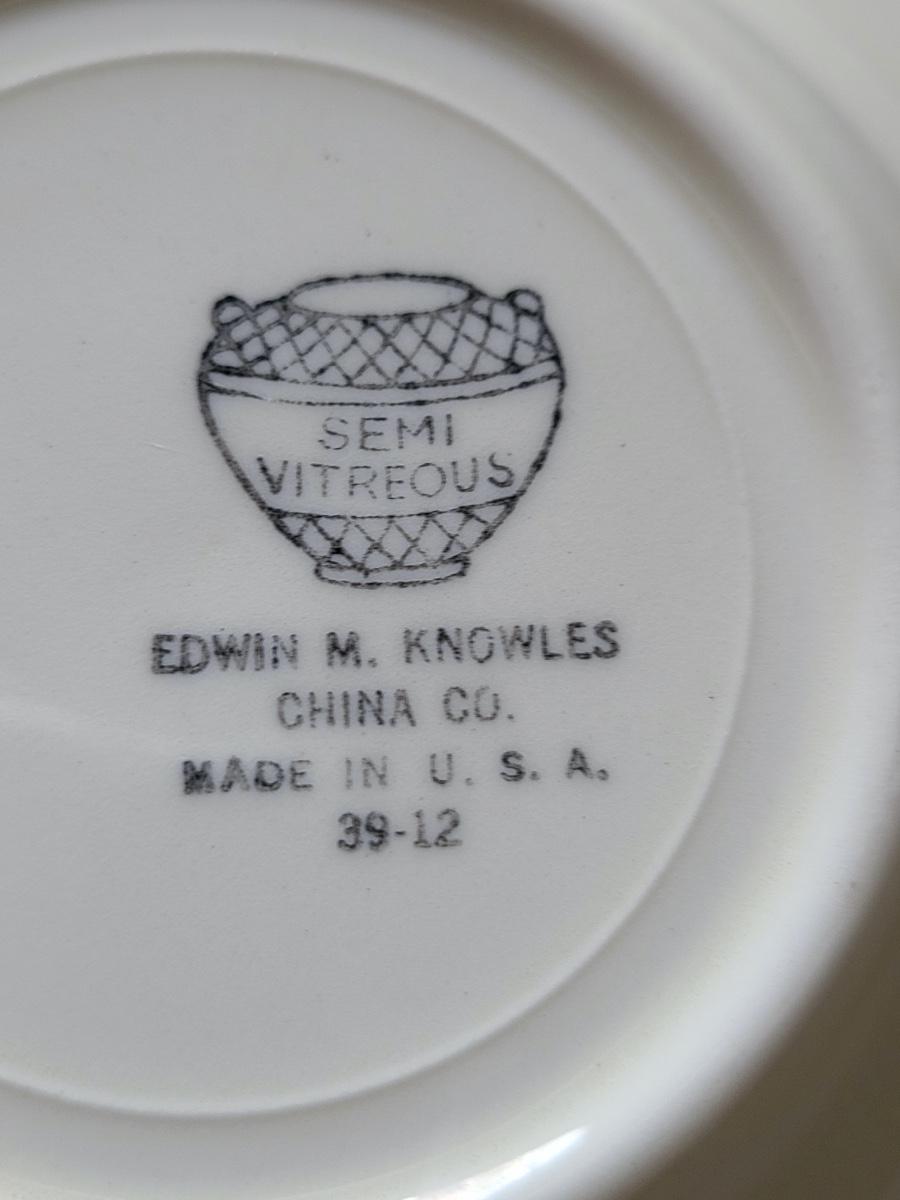 SEMI
VITREOUS
EDWIN M. KNOWLES
CHINA CO.
MADE IN U. S. A.
39-12